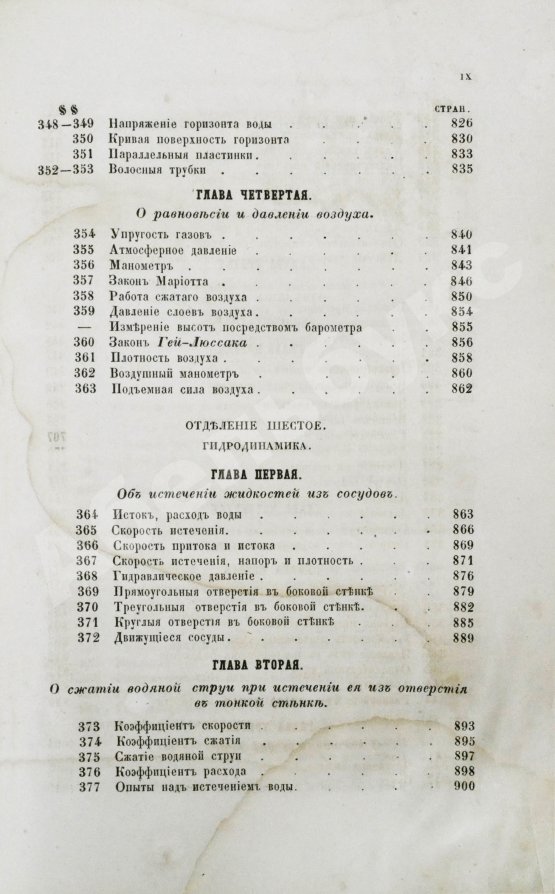 IX
§§ СТРАН.
348—349 Напряженіе горизонта воды . . . . . 826
350 Кривая поверхность горизонта . . . . 830
351 Параллельныя пластинки . . . . . . 833
352—353 Волосныя трубки . . . . . . . 835
ГЛАВА ЧЕТВЕРТАЯ.
О равновѣсіи и давленіи воздуха.
354 Упругость газовъ . . . . . . . 840
355 Атмосферное давленіе . . . . . . 841
356 Манометръ . . . . . . . . 843
357 Законъ Маріотта . . . . . . . 846
358 Работа сжатаго воздуха . . . . . . 850
359 Давленіе слоевъ воздуха . . . . . . 854
— Измѣреніе высотъ посредствомъ барометра . . 855
360 Законъ Гей-Люссака . . . . . . 856
361 Плотность воздуха . . . . . . . 858
362 Воздушный манометръ . . . . . . 860
363 Подъемная сила воздуха . . . . . . 862
ОТДѢЛЕНІЕ ШЕСТОЕ.
ГИДРОДИНАМИКА.
ГЛАВА ПЕРВАЯ.
Объ истеченіи жидкостей изъ сосудовъ.
364 Истокъ, расходъ воды . . . . . . 863
365 Скорость истеченія . . . . . . . 866
366 Скорость притока и истока . . . . . 869
367 Скорость истеченія, напоръ и плотность . . . 871
368 Гидравлическое давленіе . . . . . . 876
369 Прямоугольныя отверстія въ боковой стѣнкѣ . . 879
370 Треугольныя отверстія въ боковой стѣнкѣ . . . 882
371 Круглыя отверстія въ боковой стѣнкѣ . . . 885
372 Движущіеся сосуды . . . . . . . 889
ГЛАВА ВТОРАЯ.
О сжатіи водяной струи при истеченіи ея изъ отверстія
въ тонкой стѣнкѣ.
373 Коэффиціентъ скорости . . . . . . 893
374 Коэффиціентъ сжатія . . . . . . 895
375 Сжатіе водяной струи . . . . . . 897
376 Коэффиціентъ расхода . . . . . . 898
377 Опыты надъ истеченіемъ воды . . . . . 900